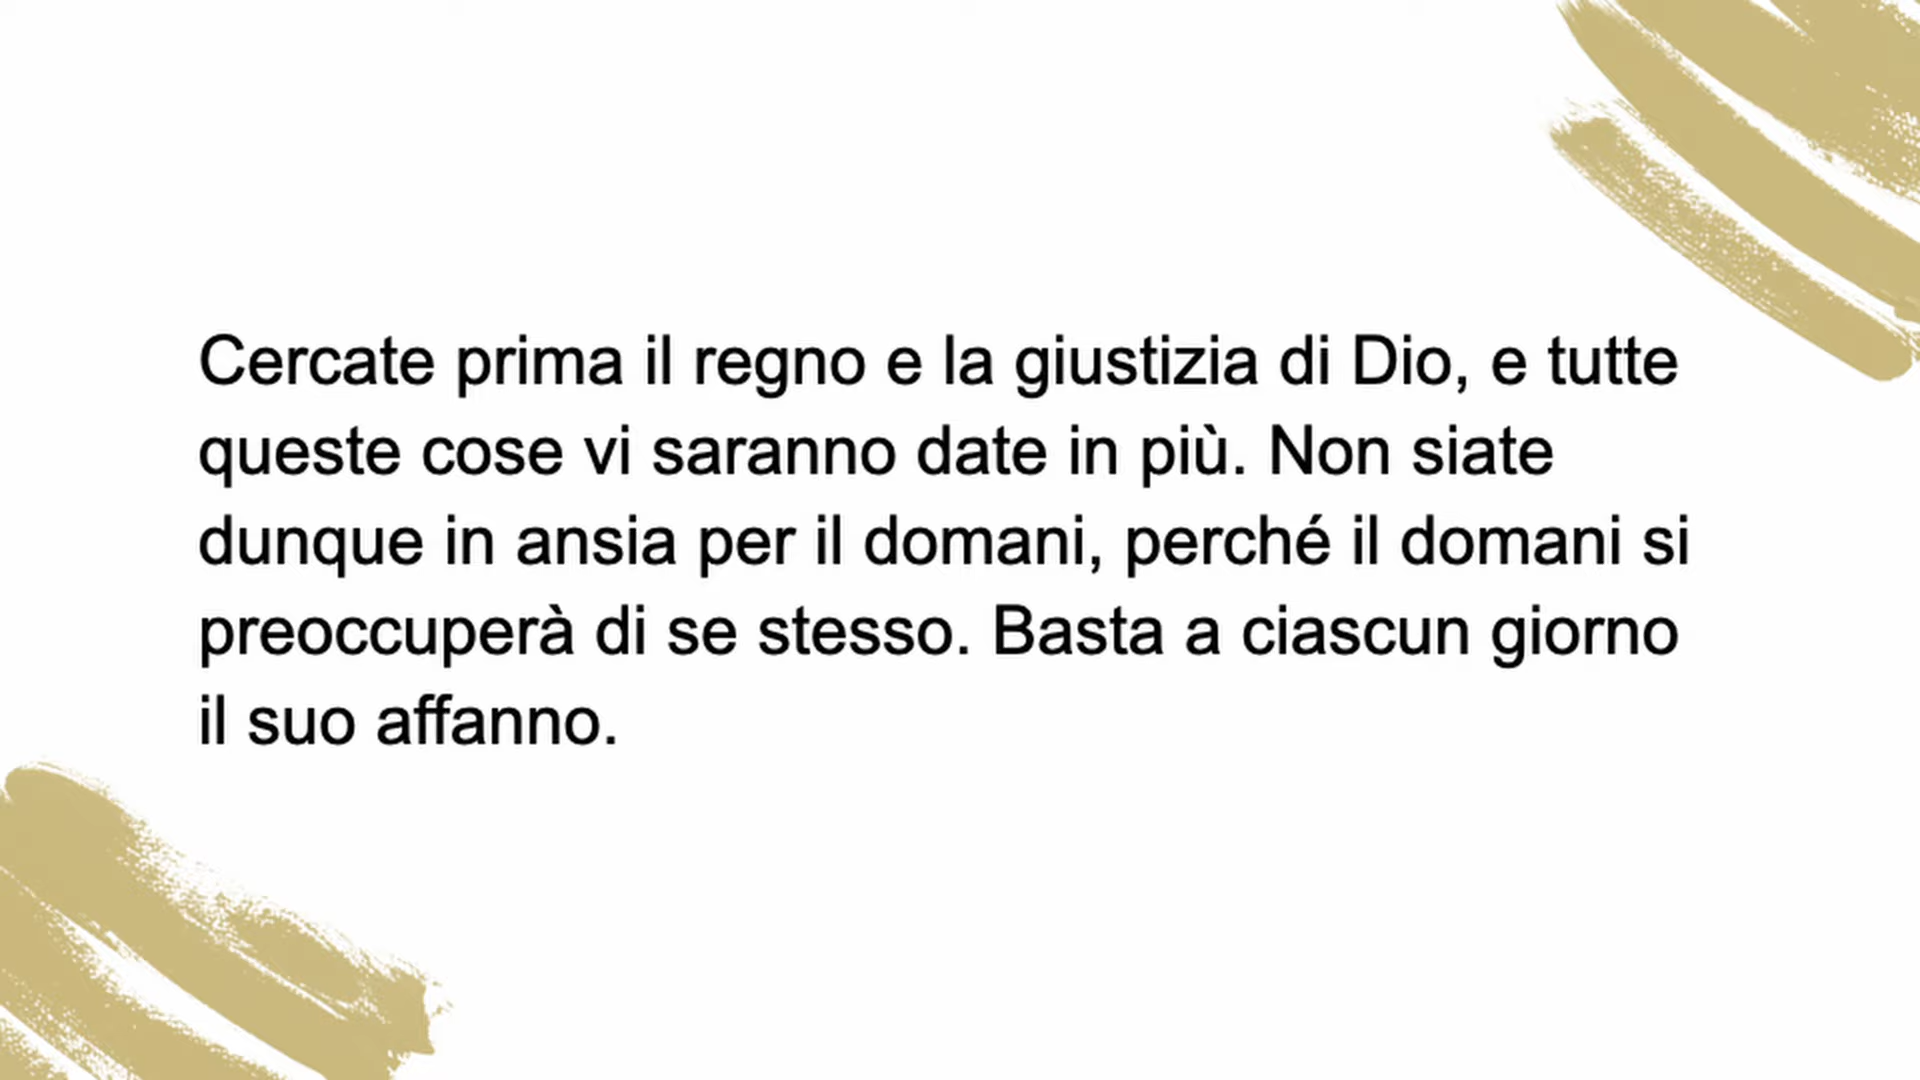 Cercate prima il regno e la giustizia di Dio, e tutte
queste cose vi saranno date in più. Non siate
dunque in ansia per il domani, perché il domani si
preoccuperà di se stesso. Basta a ciascun giorno
il suo affanno.